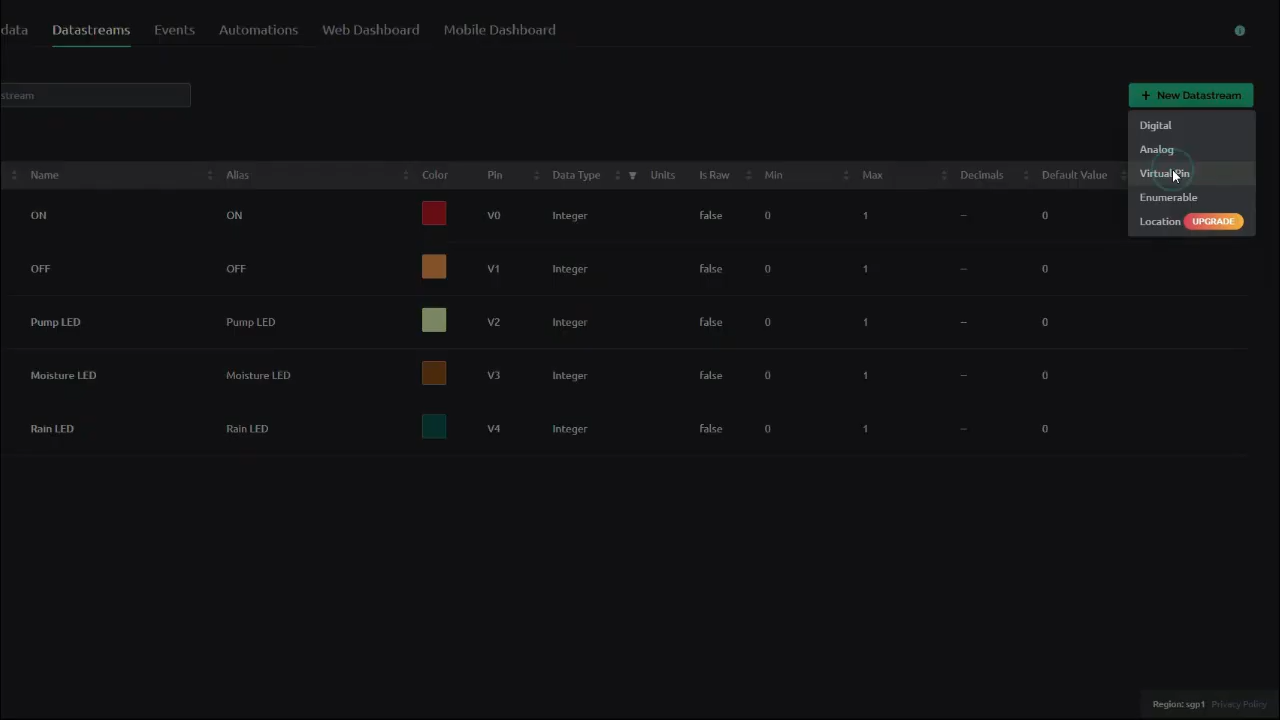 data Datastreams Events Automations Web Dashboard Mobile Dashboard
stream
+ New Datastream
Digital
Analog
Virtual Pin
Enumerable
Location UPGRADE
Name Alias Color Pin Data Type Units Is Raw Min Max Decimals Default Value
ON ON V0 Integer false 0 1 – 0
OFF OFF V1 Integer false 0 1 – 0
Pump LED Pump LED V2 Integer false 0 1 – 0
Moisture LED Moisture LED V3 Integer false 0 1 – 0
Rain LED Rain LED V4 Integer false 0 1 – 0
Region: sgp1 Privacy Policy